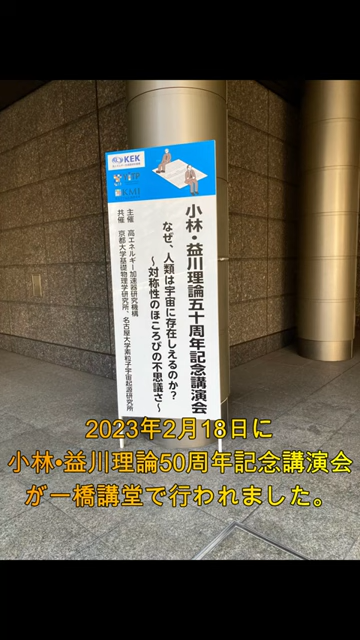 KEK
小林・益川理論五十周年記念講演会
なぜ、人類は宇宙に存在しえるのか?
~対称性のほころびの不思議さ~
主催 高エネルギー加速器研究機構
共催 京都大学基礎物理学研究所、名古屋大学素粒子宇宙起源研究所
2023年2月18日に
小林・益川理論50周年記念講演会
が一橋講堂で行われました。